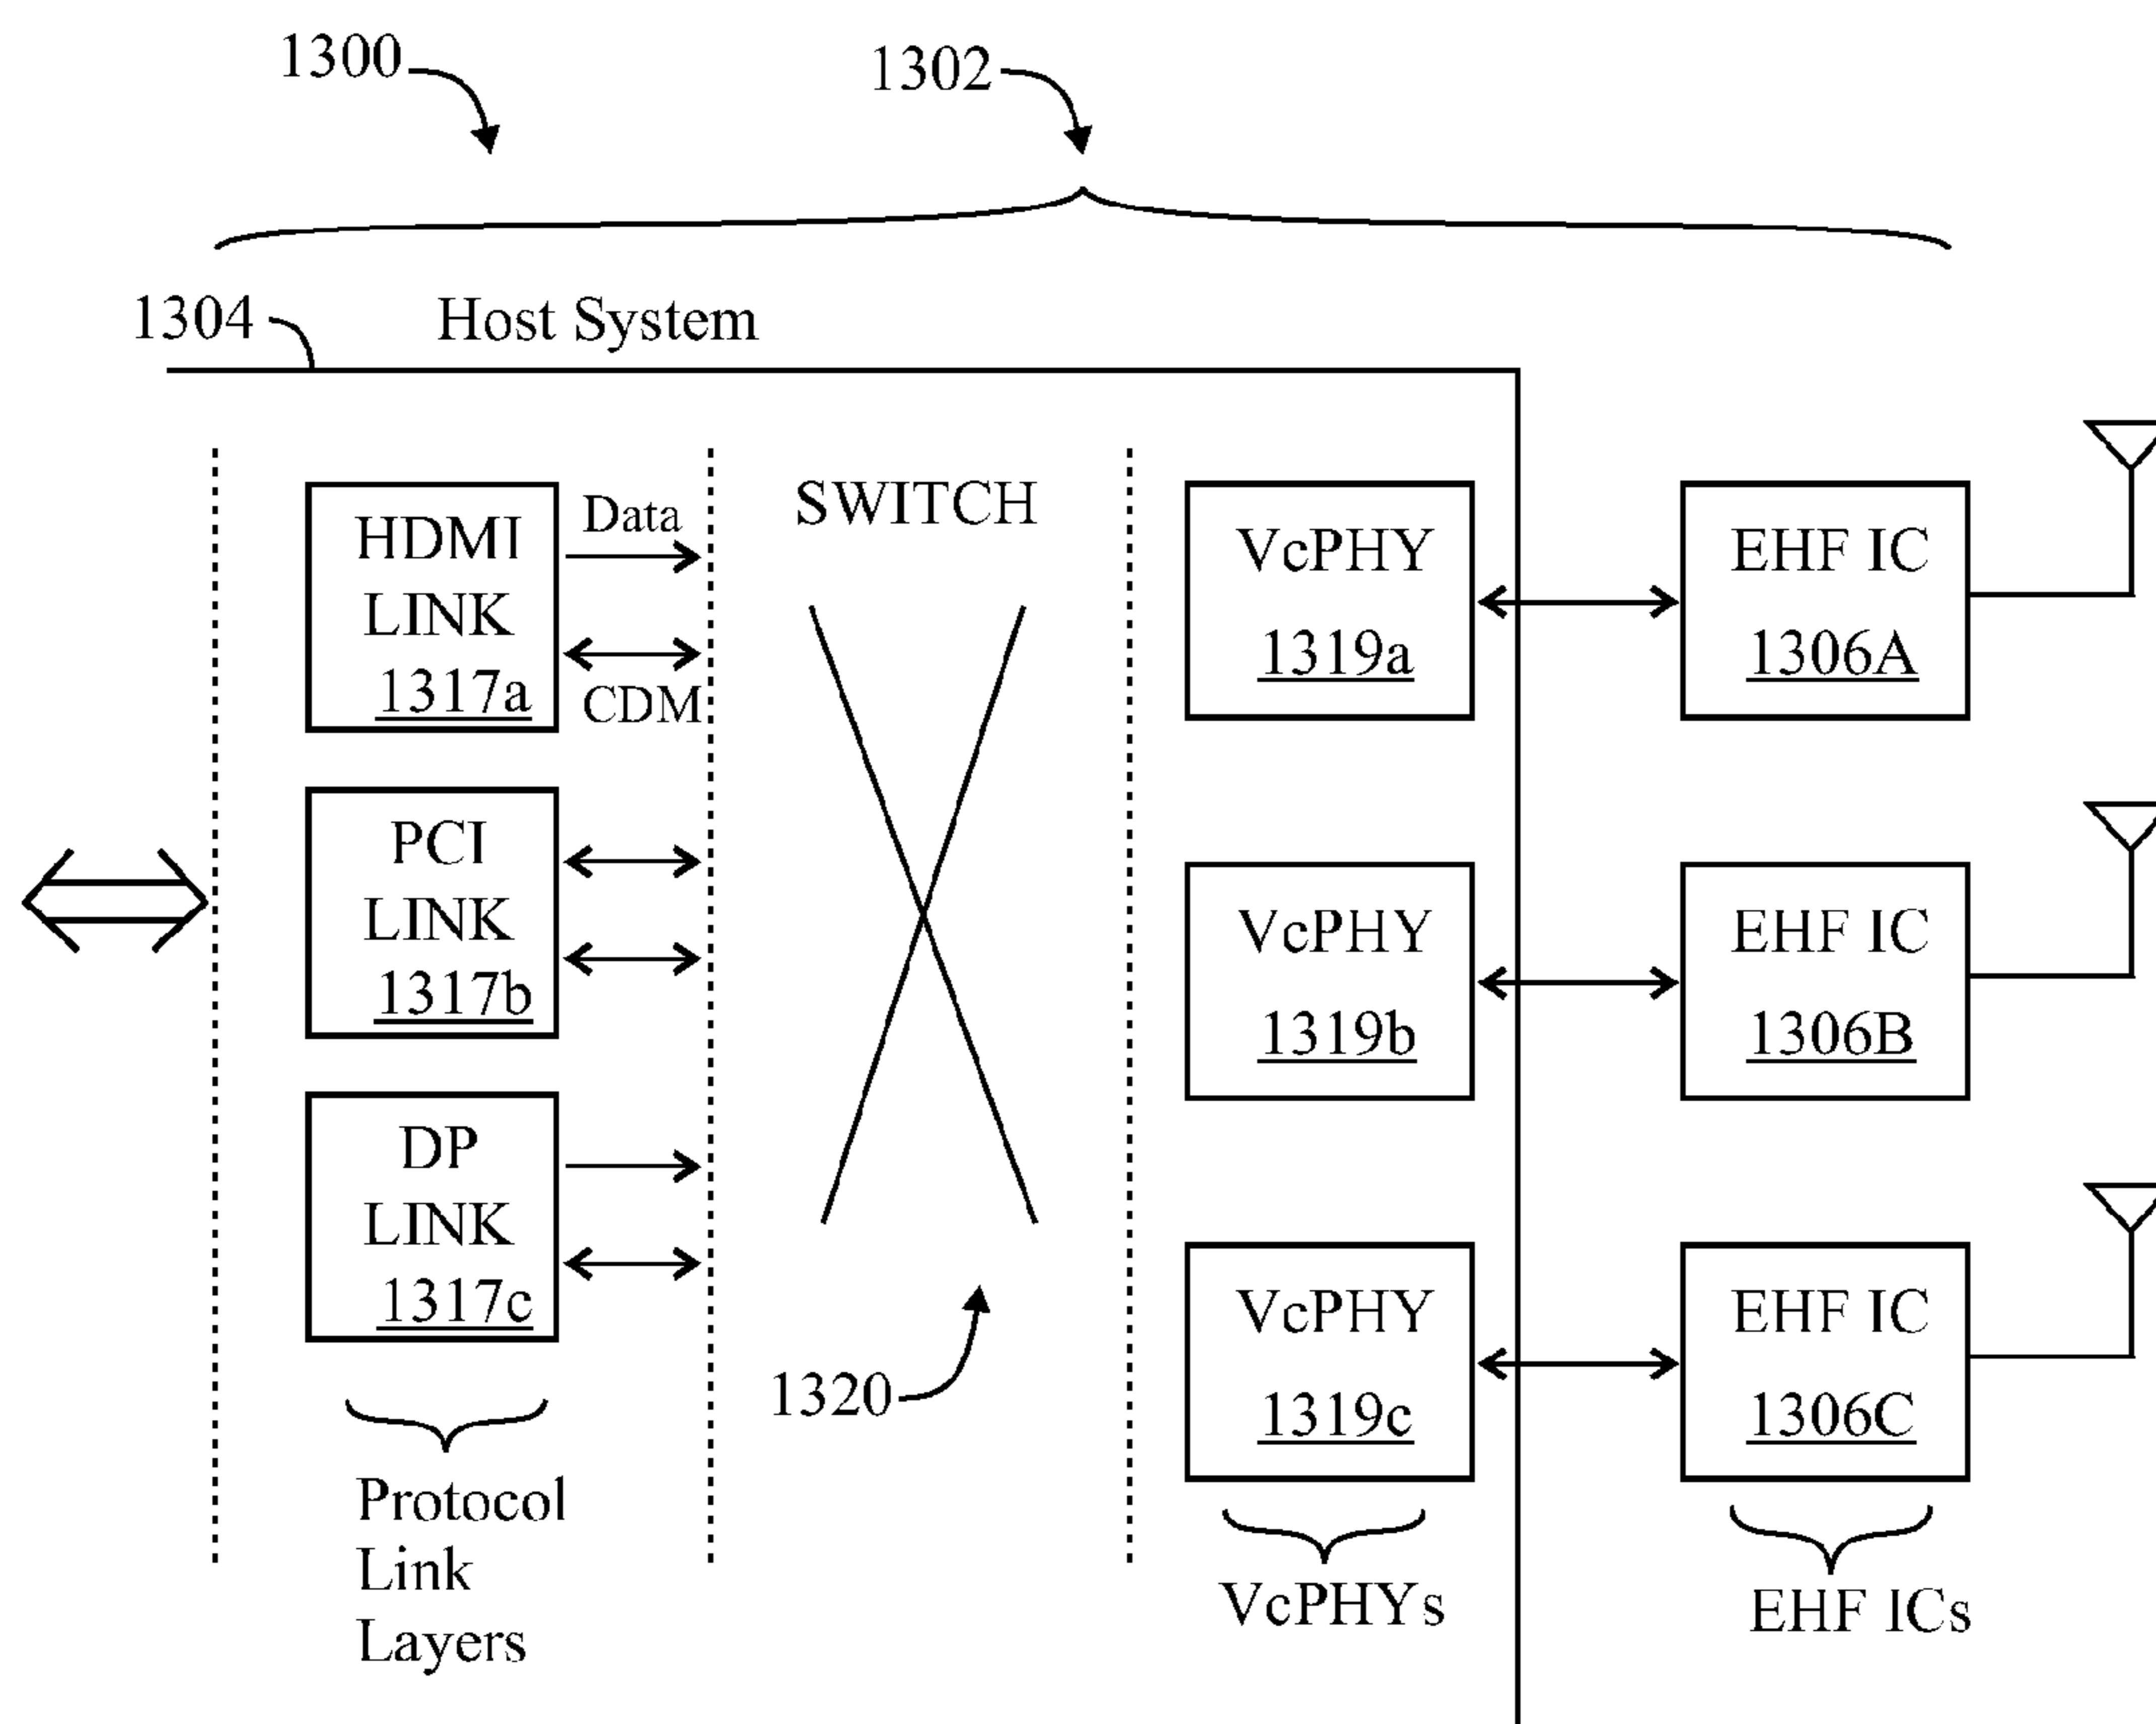 1300
1302
1304
Host System
HDMI
LINK
1317a
Data
CDM
PCI
LINK
1317b
DP
LINK
1317c
Protocol
Link
Layers
SWITCH
1320
VcPHY
1319a
VcPHY
1319b
VcPHY
1319c
VcPHYs
EHF IC
1306A
EHF IC
1306B
EHF IC
1306C
EHF ICs